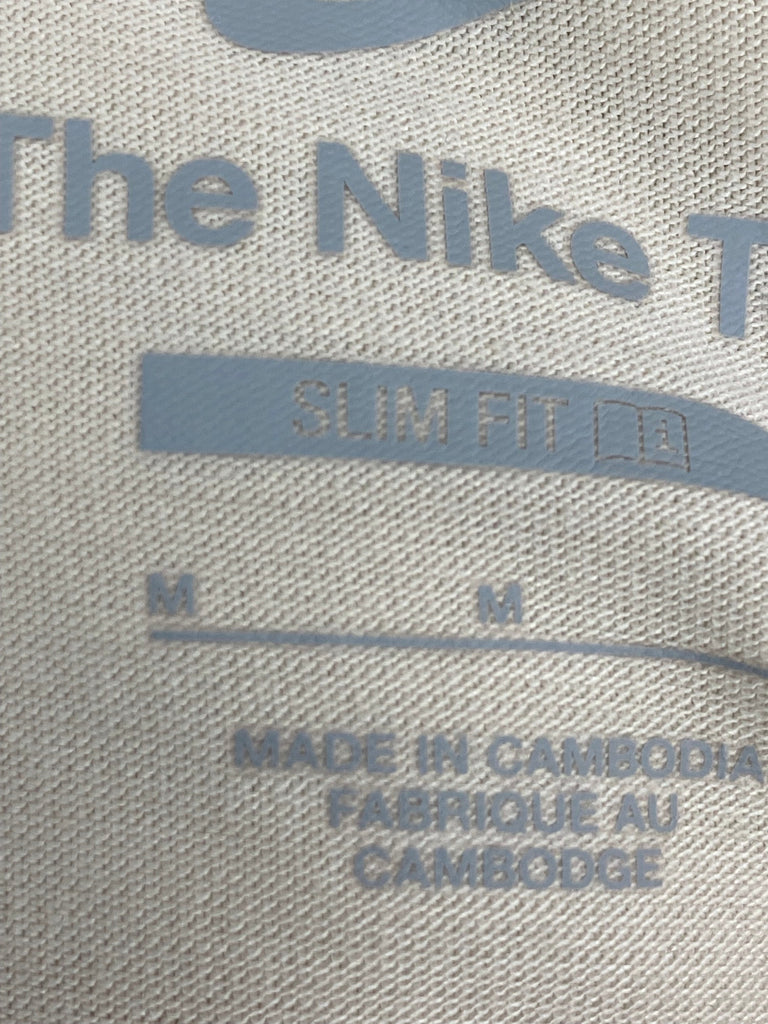 The Nike T
SLIM FIT
M M
MADE IN CAMBODIA
FABRIQUE AU
CAMBODGE